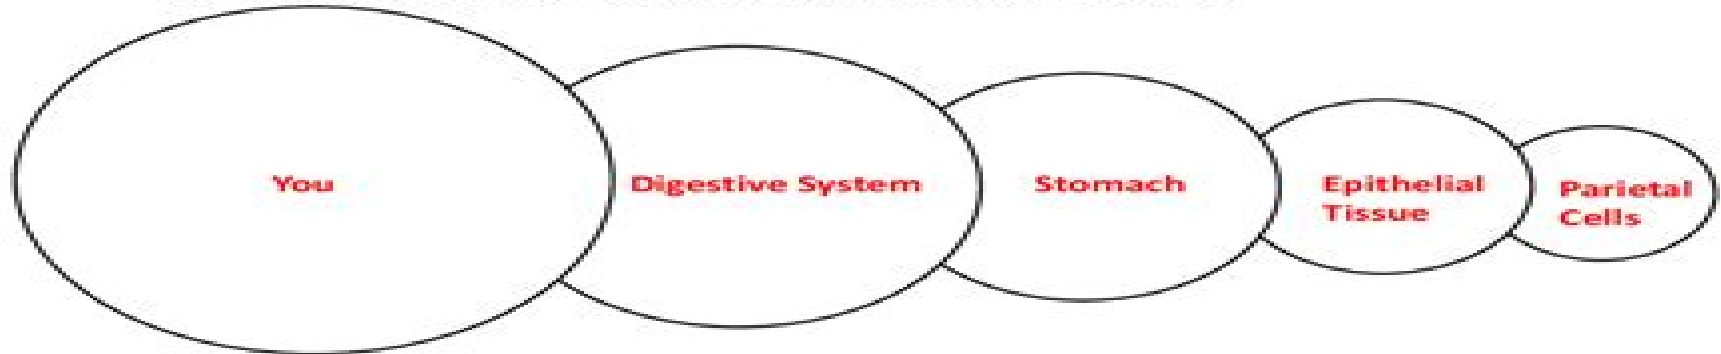 You
Digestive System
Stomach
Epithelial
Tissue
Parietal
Cells